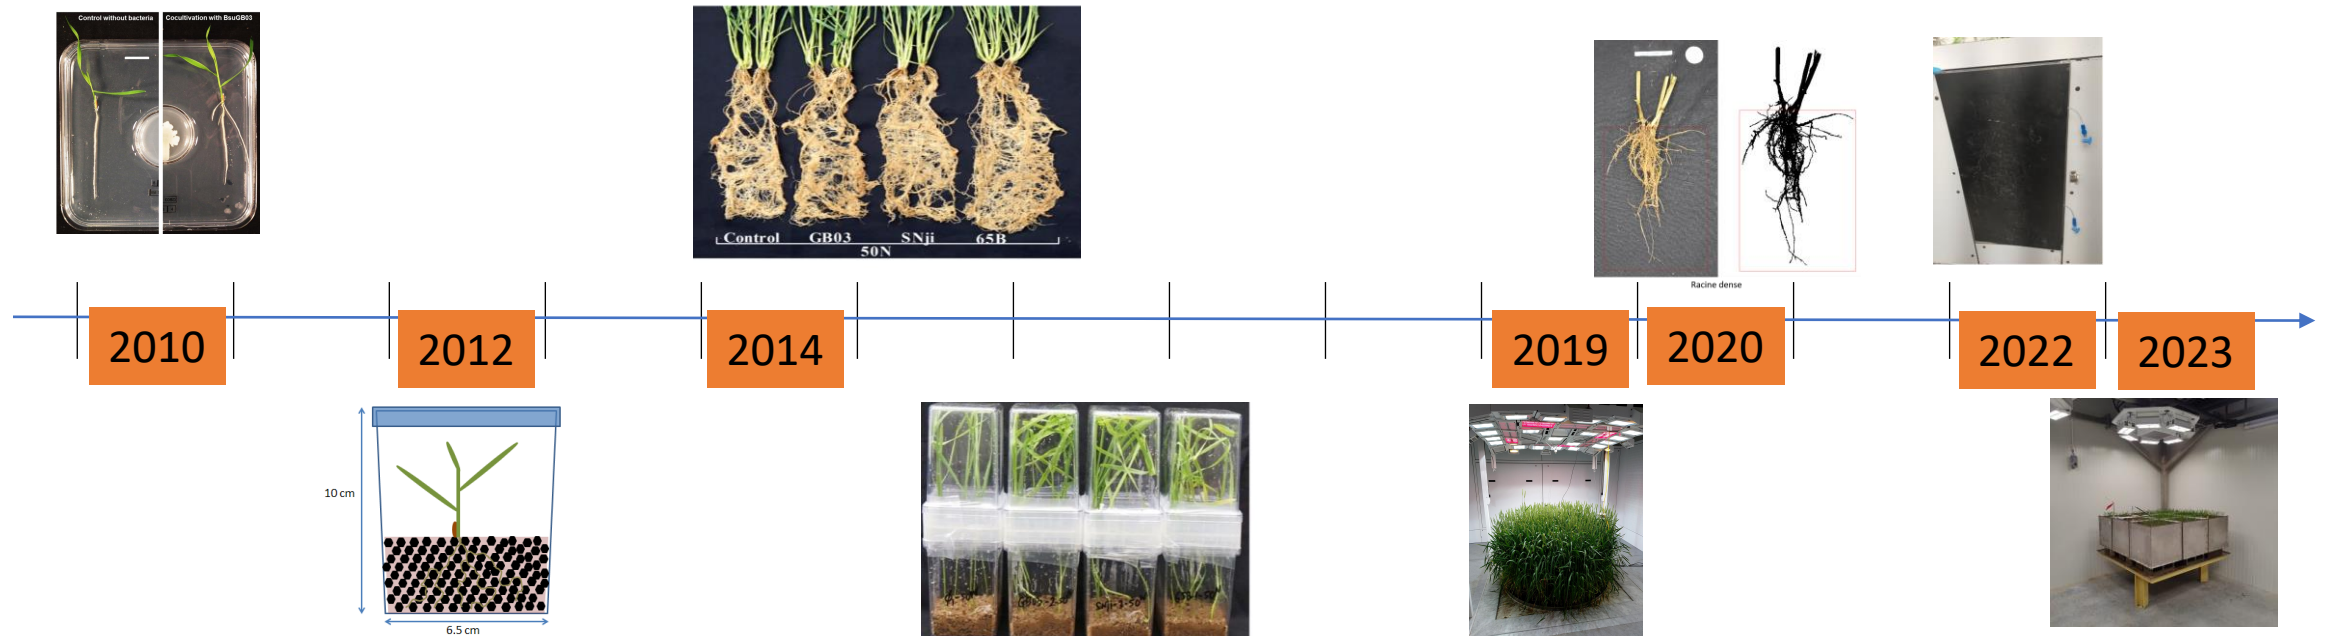 Control without bacteria
Cocultivation with BsuGB03
Control GB03 SNji 65B
50N
Racine dense
2010
2012
2014
2019
2020
2022
2023
10 cm
6.5 cm